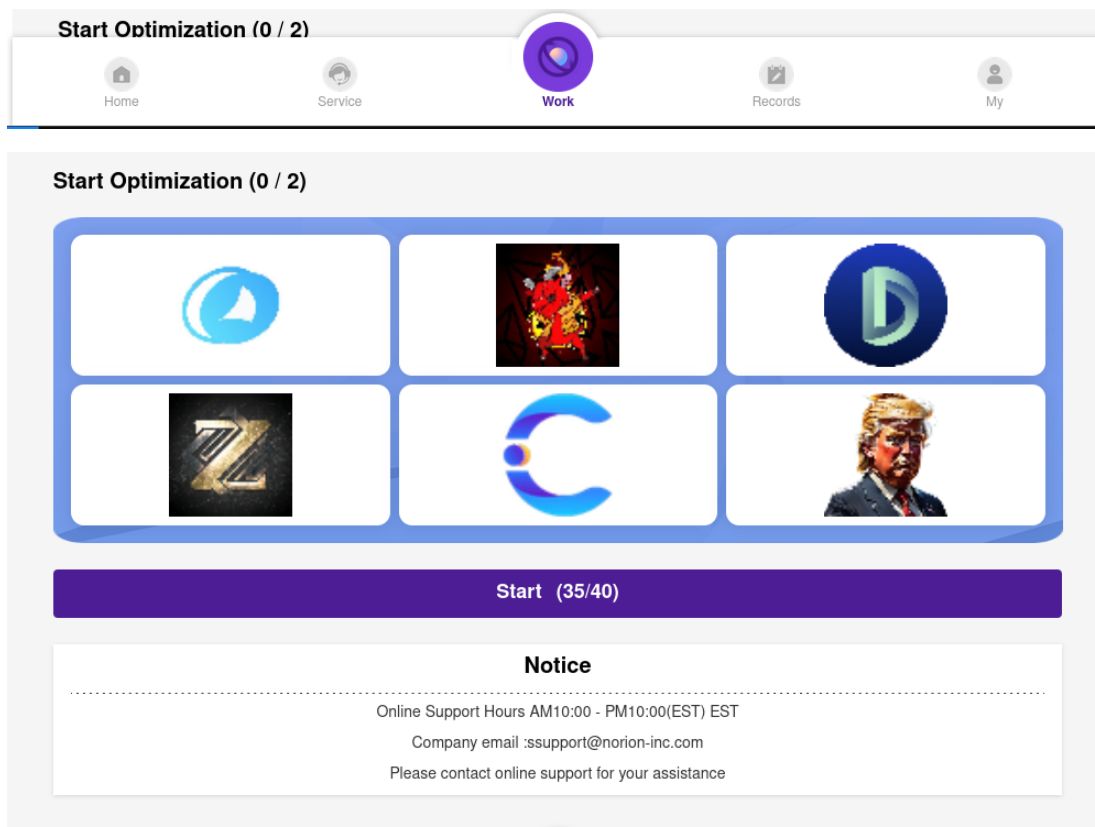 Start Optimization (0 / 2)
Home
Service
Work
Records
My
Start Optimization (0 / 2)
Start (35/40)
Notice
Online Support Hours AM10:00 - PM10:00(EST) EST
Company email :ssupport@norion-inc.com
Please contact online support for your assistance